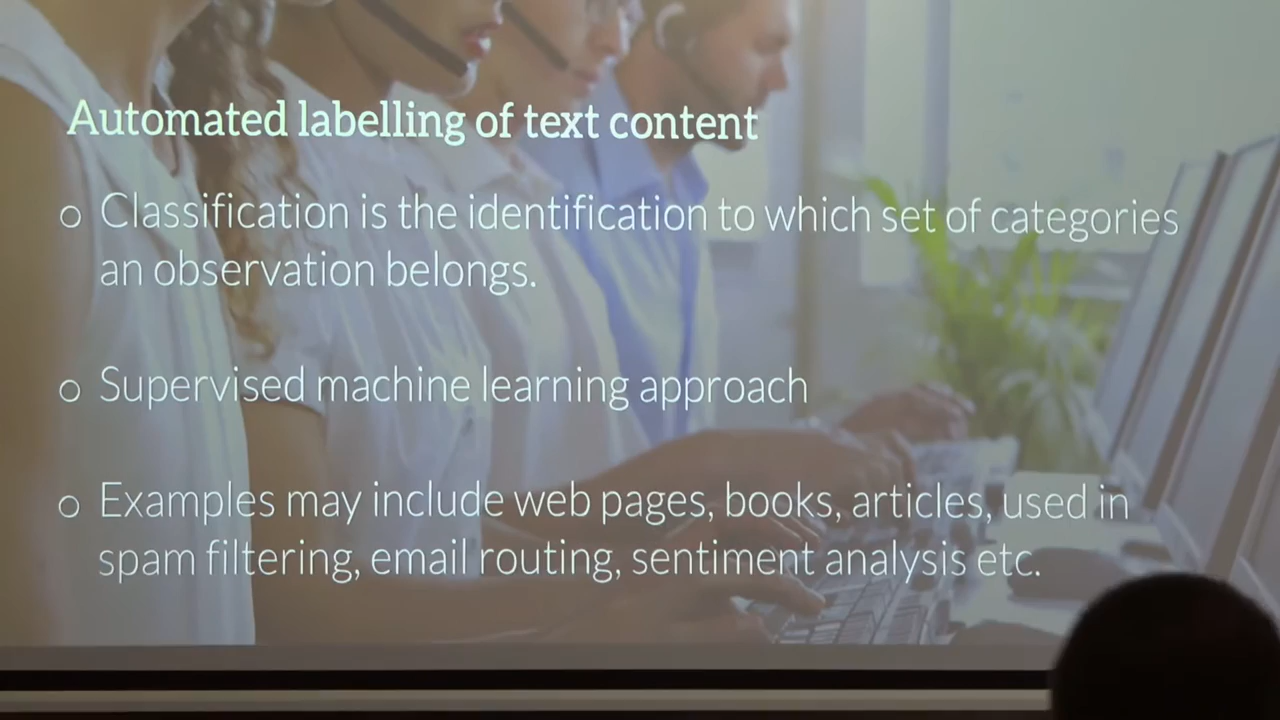 Automated labelling of text content
o Classification is the identification to which set of categories
an observation belongs.
o Supervised machine learning approach
o Examples may include web pages, books, articles, used in
spam filtering, email routing, sentiment analysis etc.